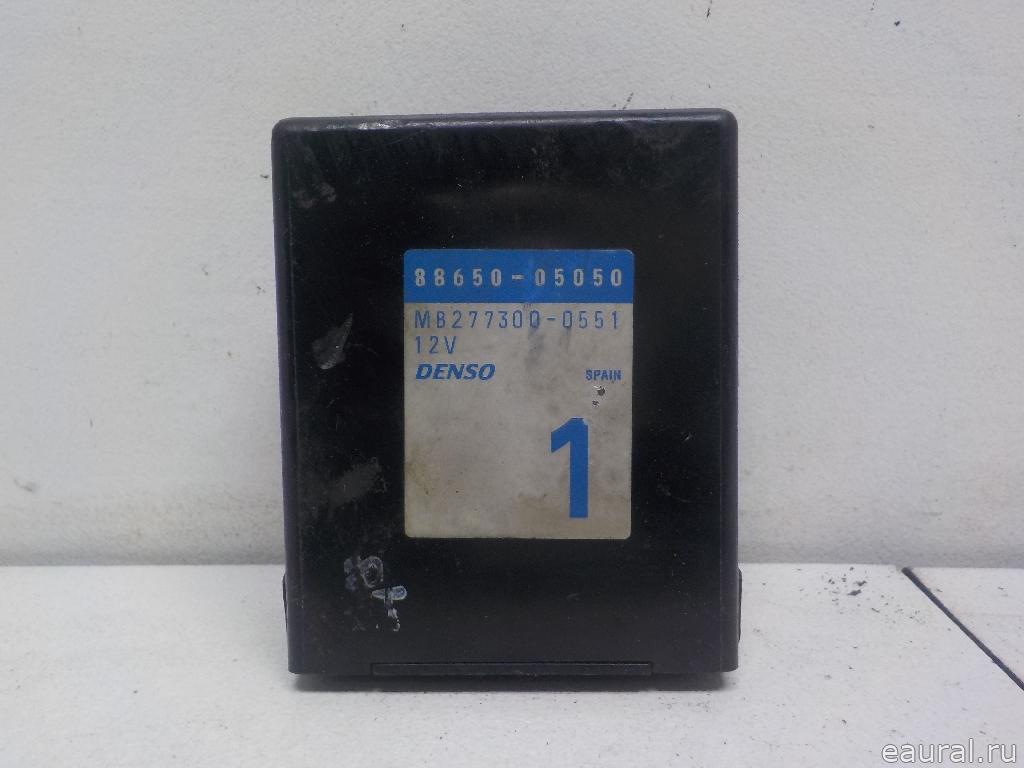 88650-05050
MB277300-0551
12V
DENSO SPAIN
1
eaural.ru